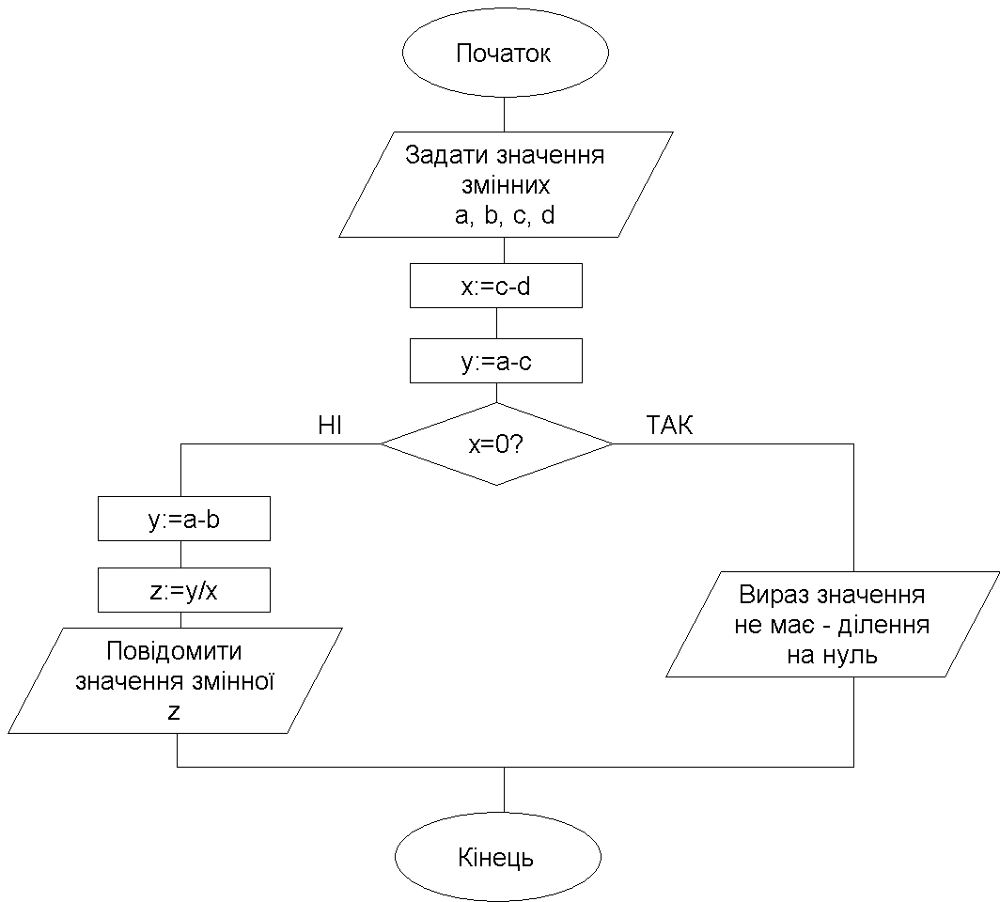 Початок
Задати значення
змінних
a, b, c, d
x:=c-d
y:=a-c
НІ
x=0?
ТАК
y:=a-b
z:=y/x
Повідомити
значення змінної
z
Вираз значення
не має - ділення
на нуль
Кінець